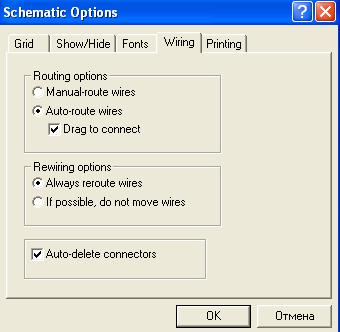 Schematic Options
Grid Show/Hide Fonts Wiring Printing
Routing options
Manual-route wires
Auto-route wires
Drag to connect
Rewiring options
Always reroute wires
If possible, do not move wires
Auto-delete connectors
OK Отмена